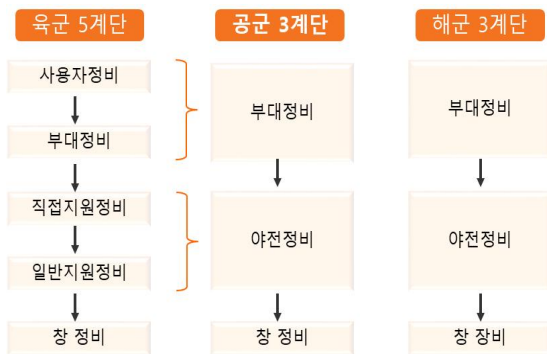 육군 5계단
공군 3계단
해군 3계단
사용자정비
부대정비
직접지원정비
일반지원정비
창 정비
부대정비
야전정비
창 정비
부대정비
야전정비
창 장비